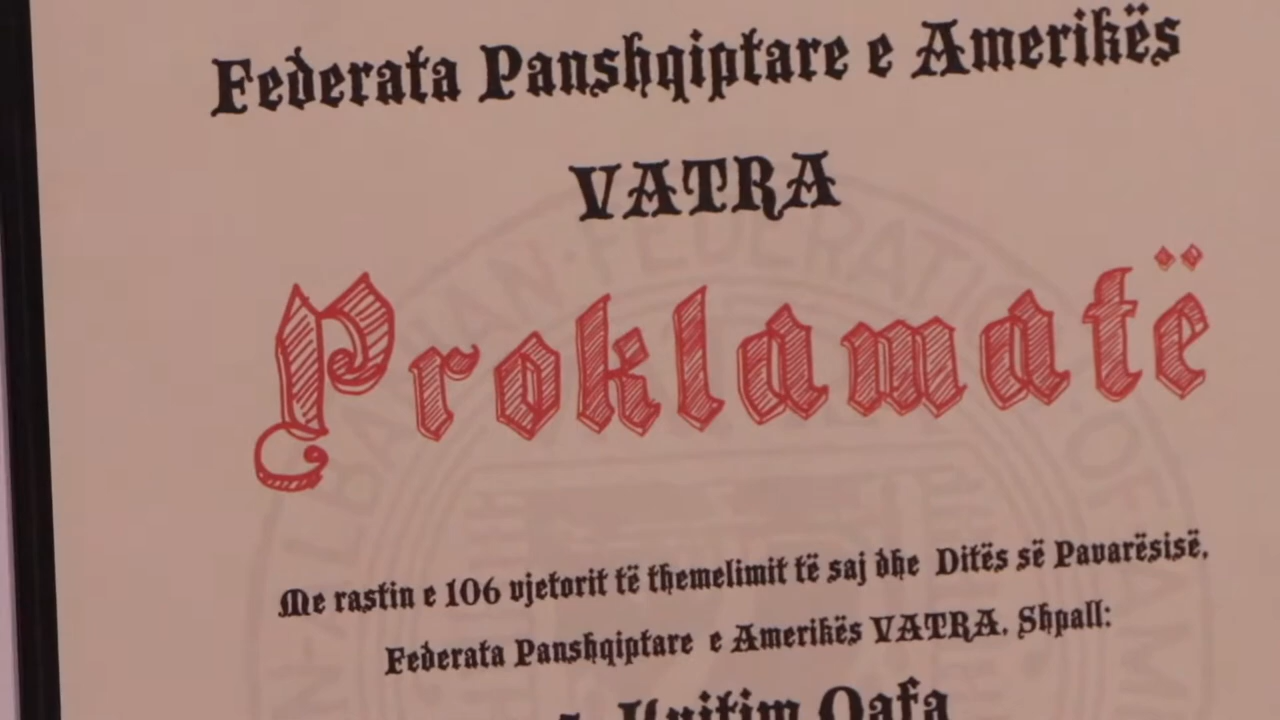 Federata Panshqiptare e Amerikës
VATRA
Proklamatë
Me rastin e 106 vjetorit të themelimit të saj dhe Ditës së Pavarësisë,
Federata Panshqiptare e Amerikës VATRA, Shpall:
Qafa